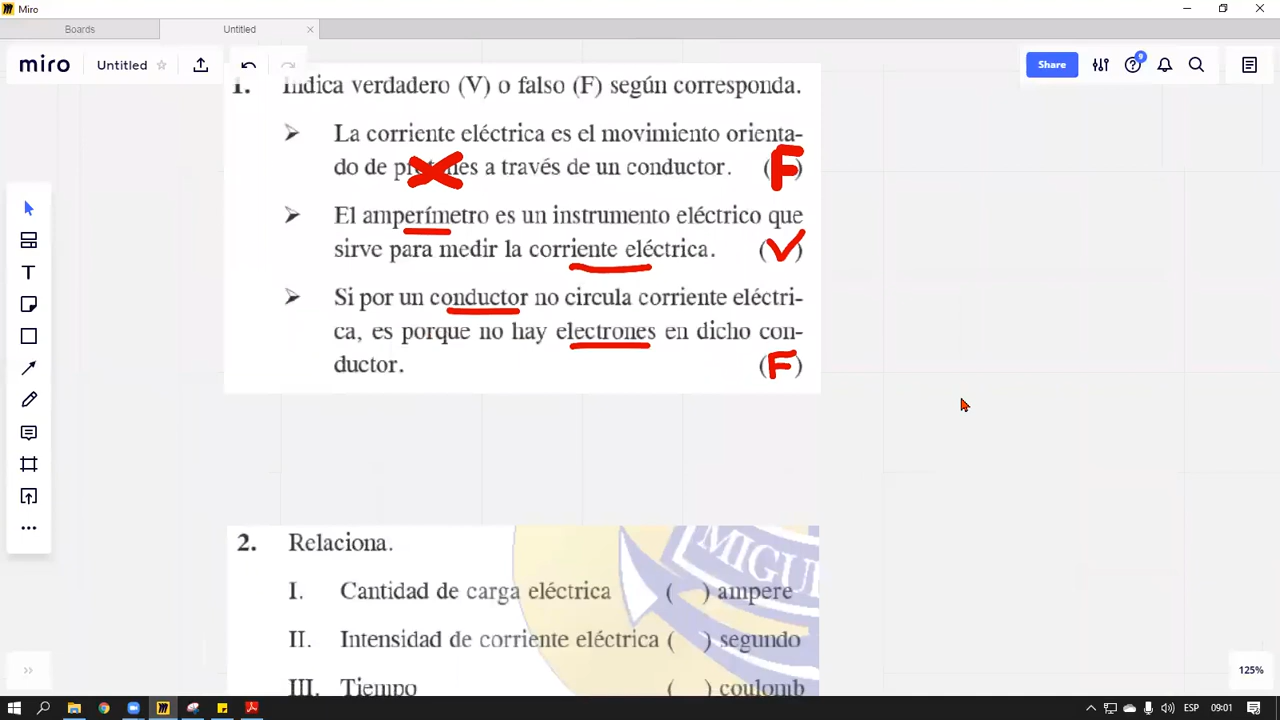 Miro
Boards
Untitled
miro
Untitled
Share
9
1. Indica verdadero (V) o falso (F) según corresponda.
La corriente eléctrica es el movimiento orienta-
do de a través de un conductor. (F)
El amperímetro es un instrumento eléctrico que
sirve para medir la corriente eléctrica. (V)
Si por un conductor no circula corriente eléctri-
ca, es porque no hay electrones en dicho con-
ductor. (F)
2. Relaciona.
MIGUE
I. Cantidad de carga eléctrica ( ) ampere
II. Intensidad de corriente eléctrica ( ) segundo
III. Tiempo ( ) coulomb
125%
ESP
09:01